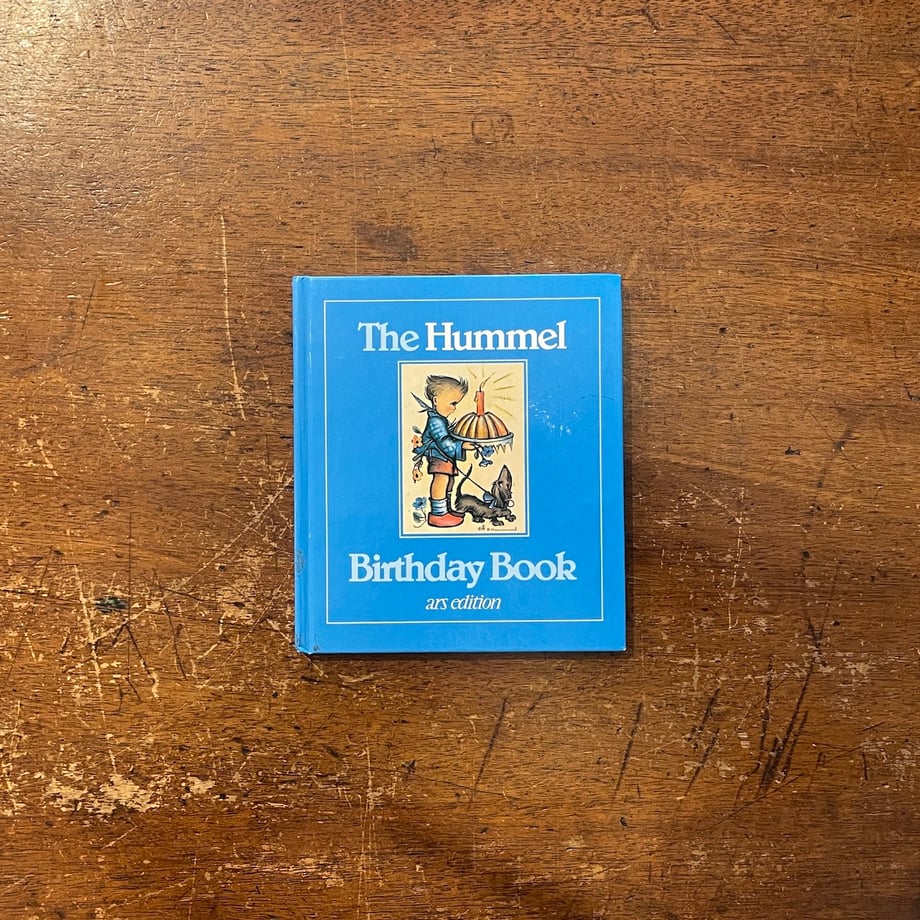 The Hummel
Birthday Book
ars edition